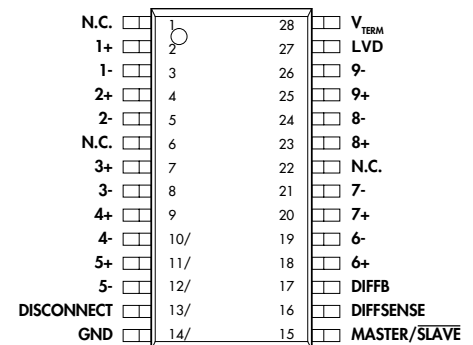 N.C. 1 28 V TERM
1+ 2 27 LVD
1- 3 26 9-
2+ 4 25 9+
2- 5 24 8-
N.C. 6 23 8+
3+ 7 22 N.C.
3- 8 21 7-
4+ 9 20 7+
4- 10/ 19 6-
5+ 11/ 18 6+
5- 12/ 17 DIFFB
DISCONNECT 13/ 16 DIFFSENSE
GND 14/ 15 MASTER/SLAVE